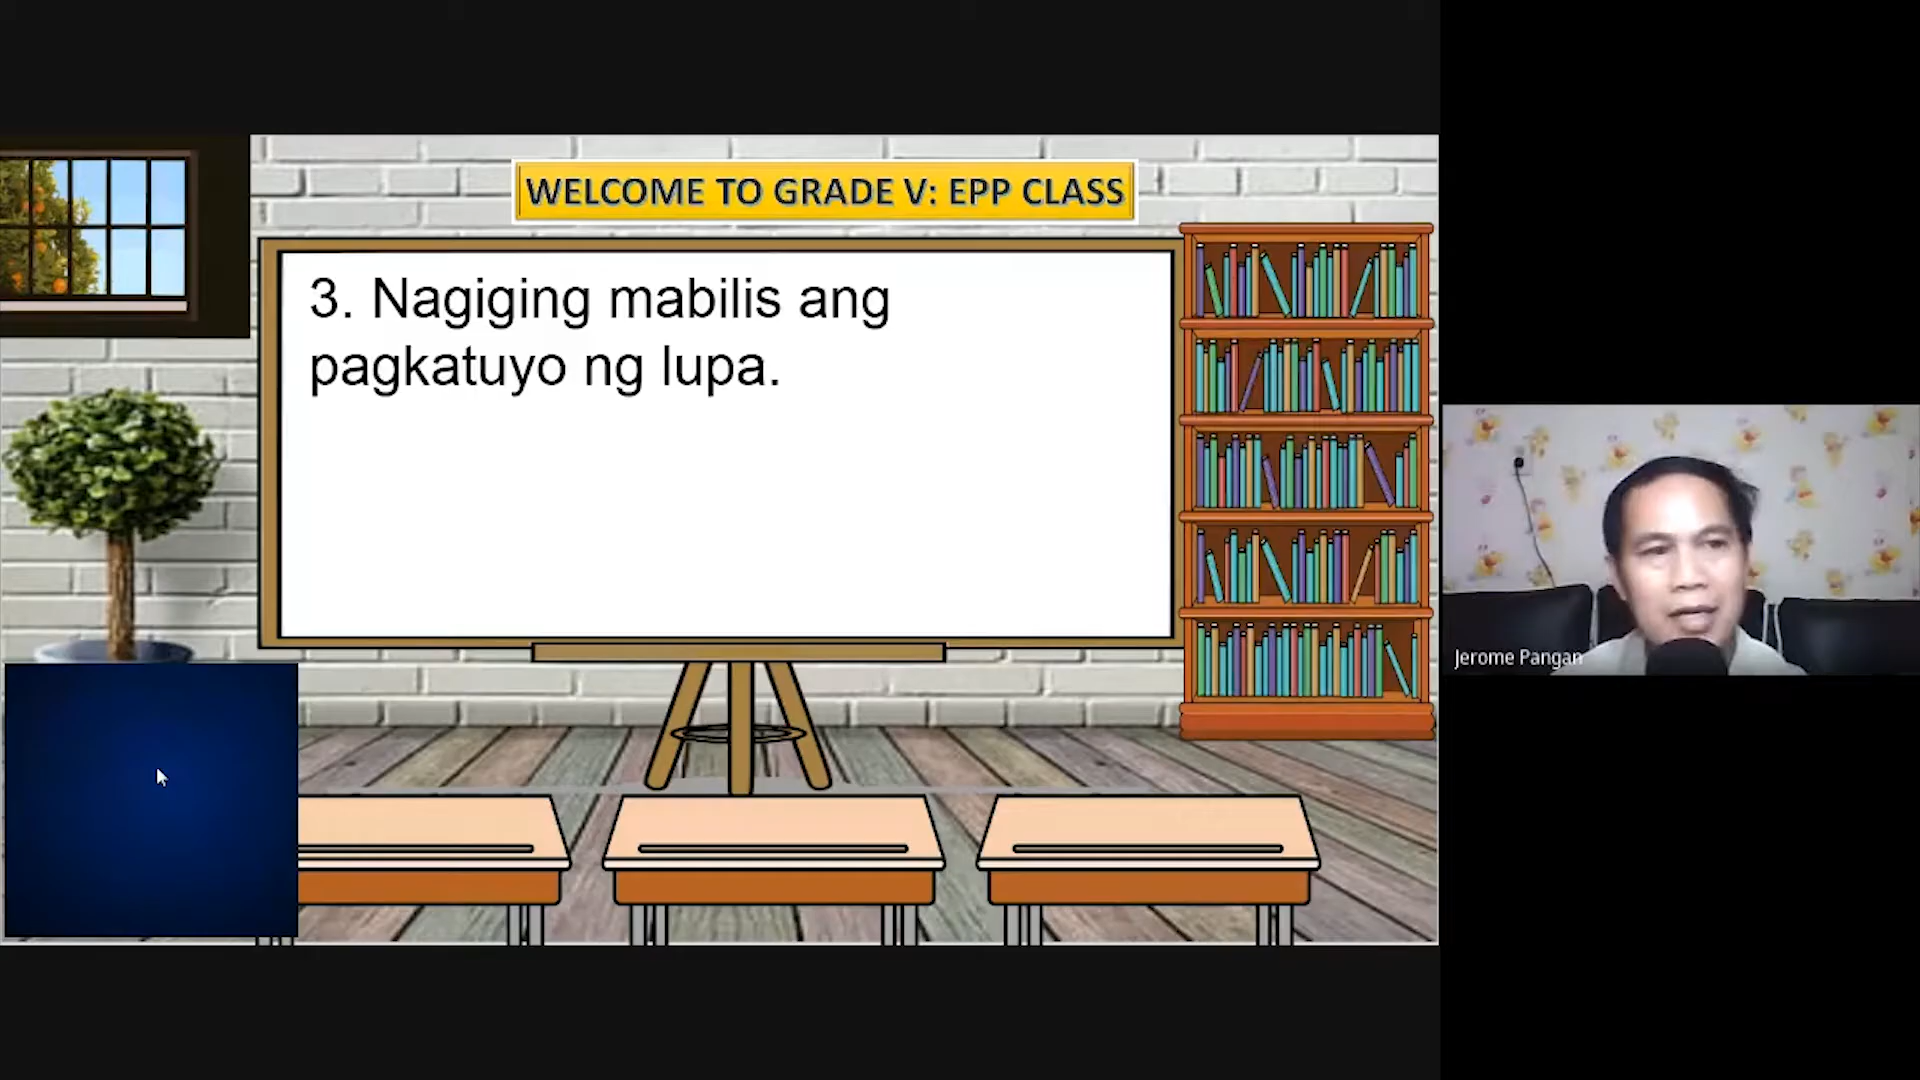 WELCOME TO GRADE V: EPP CLASS
3. Nagiging mabilis ang
pagkatuyo ng lupa.
Jerome Pangan